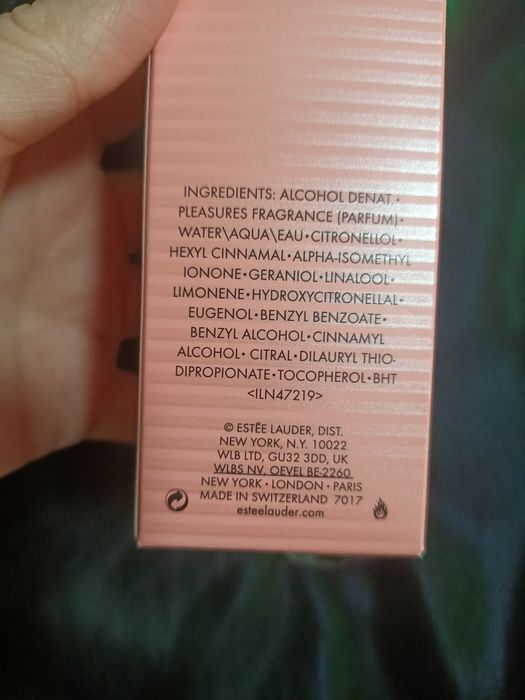 INGREDIENTS: ALCOHOL DENAT.•
PLEASURES FRAGRANCE (PARFUM)•
WATER\AQUA\EAU•CITRONELLOL•
HEXYL CINNAMAL•ALPHA-ISOMETHYL
IONONE•GERANIOL•LINALOOL•
LIMONENE•HYDROXYCITRONELLAL•
EUGENOL•BENZYL BENZOATE•
BENZYL ALCOHOL•CINNAMYL
ALCOHOL•CITRAL•DILAURYL THIO-
DIPROPIONATE•TOCOPHEROL•BHT
<ILN47219>
© ESTĒE LAUDER, DIST.
NEW YORK, N.Y. 10022
WLB LTD, GU32 3DD, UK
WLBS NV, OEVEL BE-2260
NEW YORK • LONDON • PARIS
MADE IN SWITZERLAND 7017
esteelauder.com